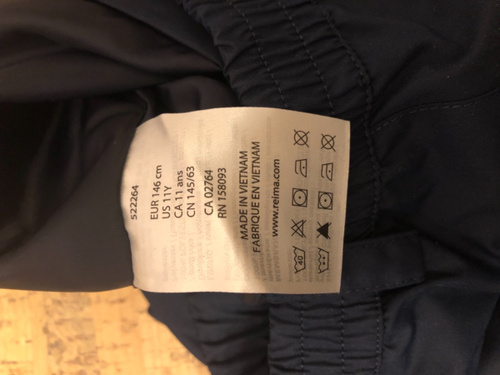 522264
EUR 146 cm
US 11Y
CA 11 ans
CN 145/63
CA 02764
RN 158093
MADE IN VIETNAM
FABRIQUE EN VIETNAM
www.reima.com
40